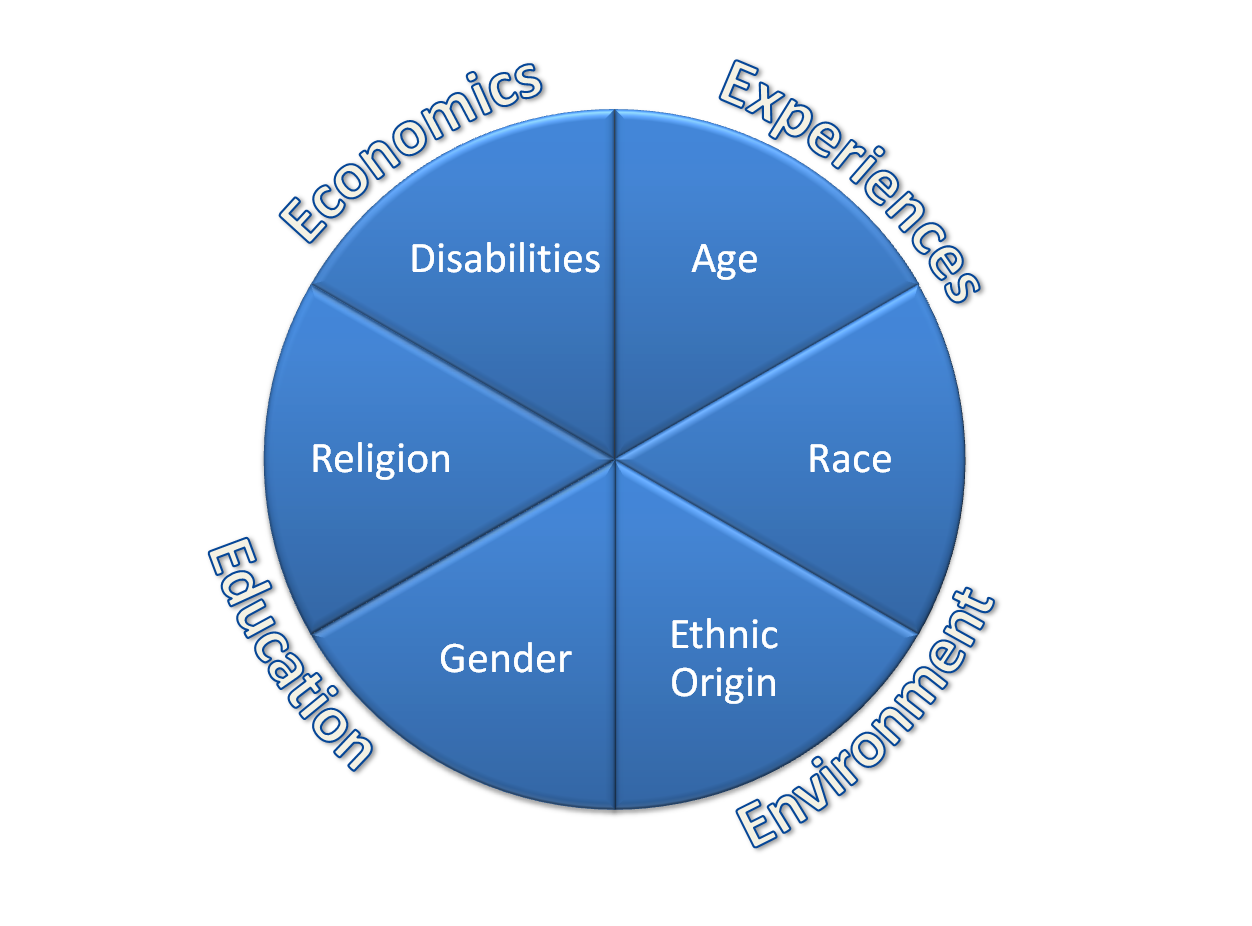 Economics
Experiences
Disabilities
Age
Religion
Race
Gender
Ethnic
Origin
Education
Environment